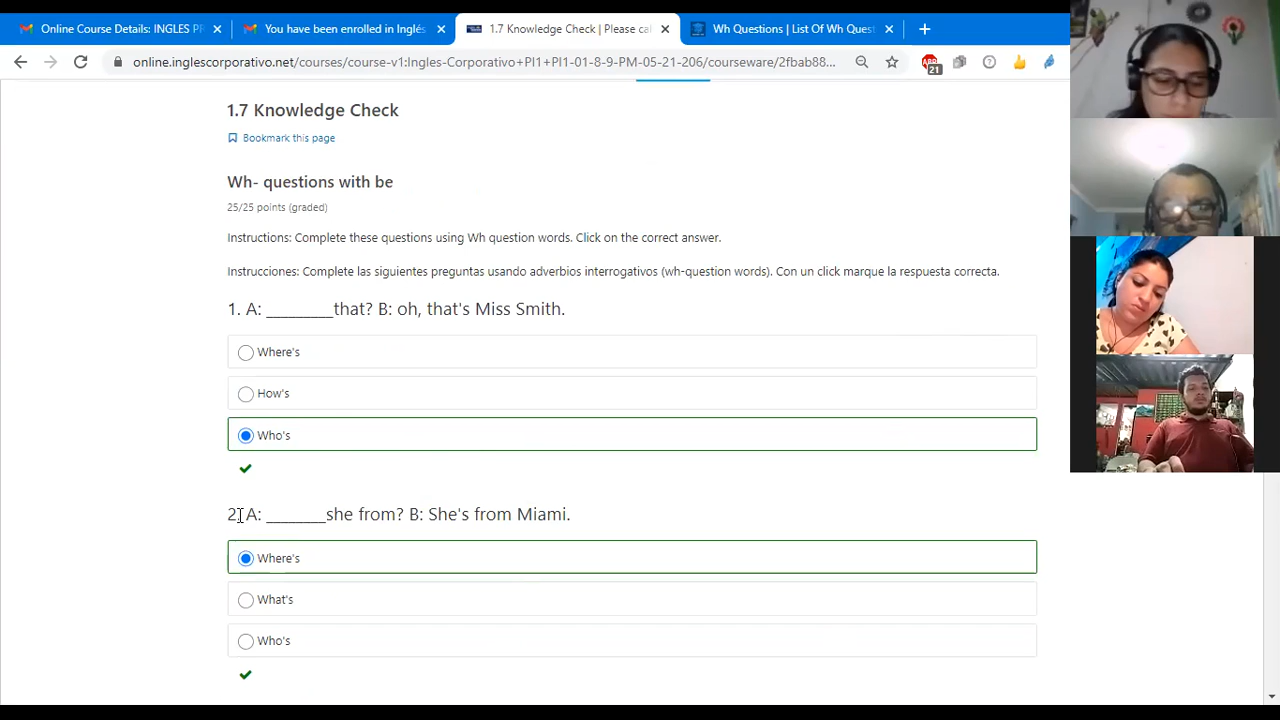 Online Course Details: INGLES PR
You have been enrolled in Inglés
1.7 Knowledge Check | Please cal
Wh Questions | List Of Wh Quest
online.inglescorporativo.net/courses/course-v1:Ingles-Corporativo+PI1+PI1-01-8-9-PM-05-21-206/courseware/2fbab88...
ABP
21
1.7 Knowledge Check
Bookmark this page
Wh- questions with be
25/25 points (graded)
Instructions: Complete these questions using Wh question words. Click on the correct answer.
Instrucciones: Complete las siguientes preguntas usando adverbios interrogativos (wh-question words). Con un click marque la respuesta correcta.
1. A: _________that? B: oh, that's Miss Smith.
Where's
How's
Who's
2. A: ________she from? B: She's from Miami.
Where's
What's
Who's